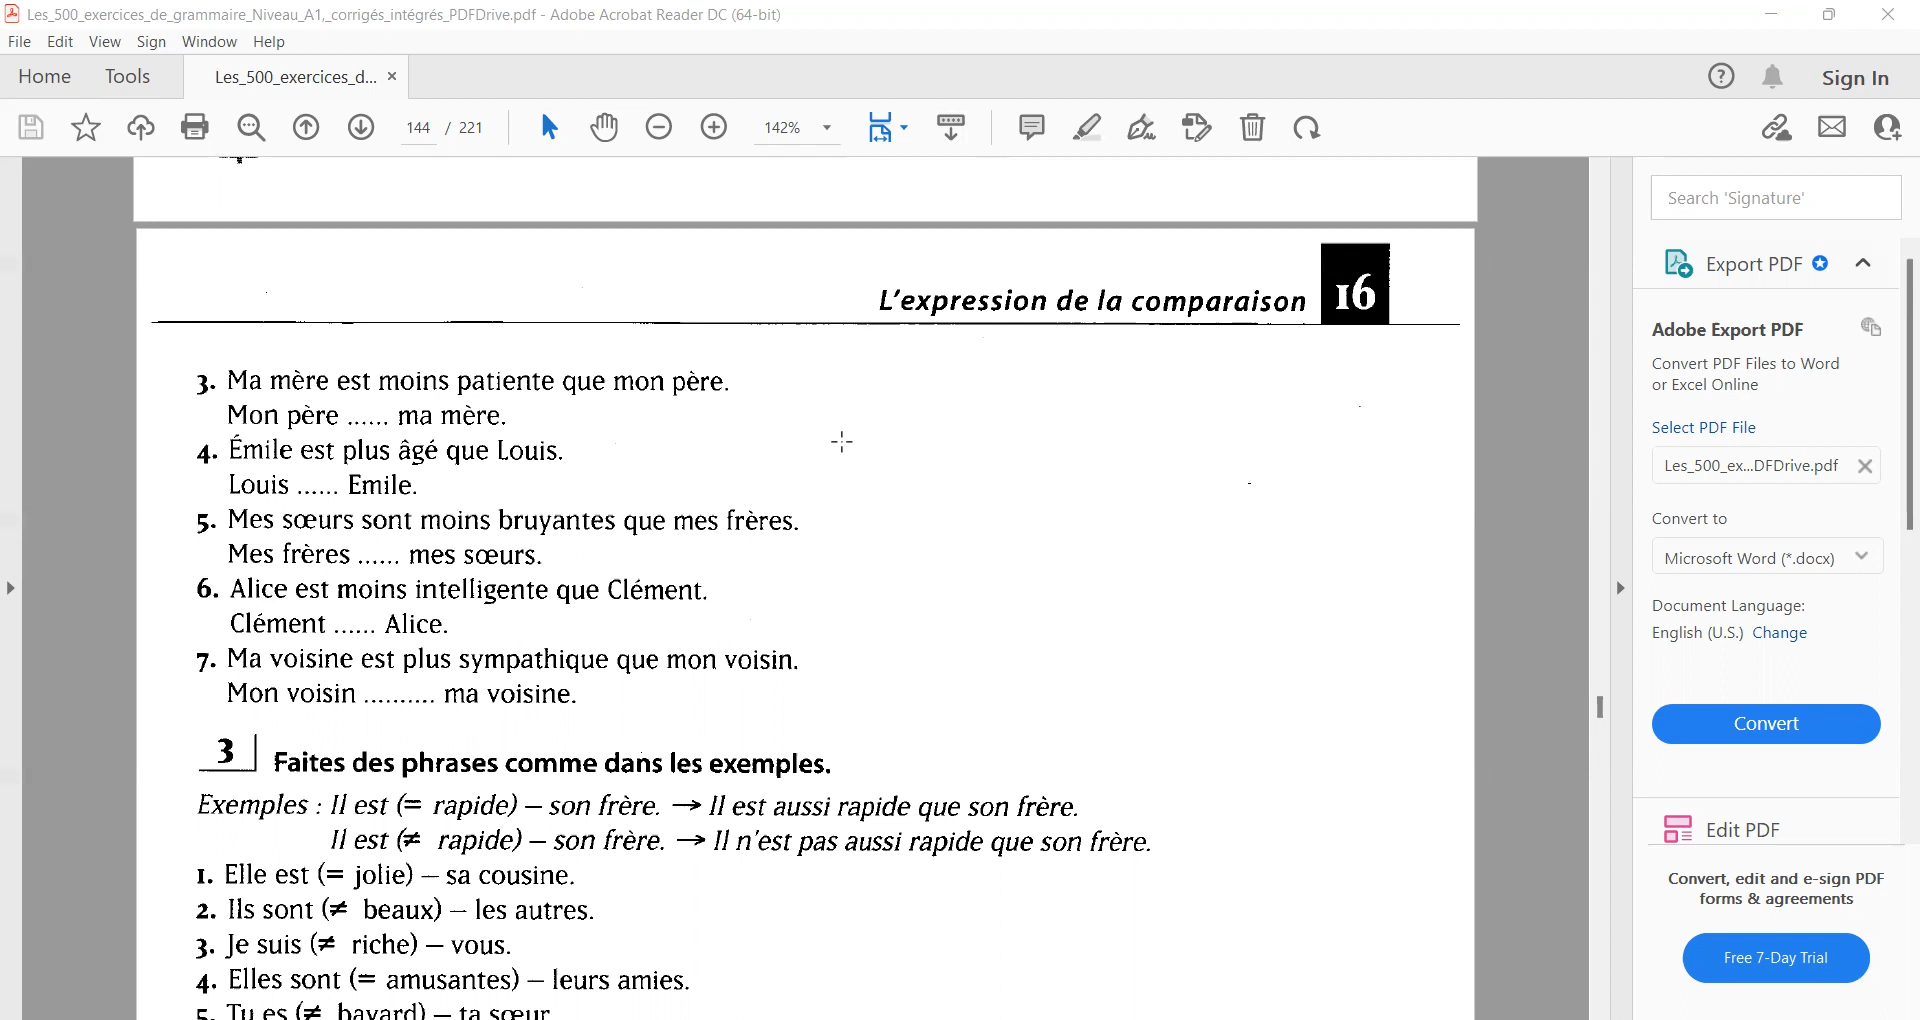 Les_500_exercices_de_grammaire_Niveau_A1,_corrigés_intégrés_PDFDrive.pdf - Adobe Acrobat Reader DC (64-bit)
File Edit View Sign Window Help
Home Tools Les_500_exercices_d... × Sign In
144 / 221 142%
L'expression de la comparaison 16
3. Ma mère est moins patiente que mon père.
Mon père ...... ma mère.
4. Émile est plus âgé que Louis.
Louis ...... Emile.
5. Mes sœurs sont moins bruyantes que mes frères.
Mes frères ...... mes sœurs.
6. Alice est moins intelligente que Clément.
Clément ...... Alice.
7. Ma voisine est plus sympathique que mon voisin.
Mon voisin .......... ma voisine.
3 Faites des phrases comme dans les exemples.
Exemples : Il est (= rapide) – son frère. → Il est aussi rapide que son frère.
Il est (≠ rapide) – son frère. → Il n'est pas aussi rapide que son frère.
1. Elle est (= jolie) – sa cousine.
2. Ils sont (≠ beaux) – les autres.
3. Je suis (≠ riche) – vous.
4. Elles sont (= amusantes) – leurs amies.
5. Tu es (≠ bavard) – ta sœur
Search 'Signature'
Export PDF
Adobe Export PDF
Convert PDF Files to Word
or Excel Online
Select PDF File
Les_500_ex...DFDrive.pdf
Convert to
Microsoft Word (*.docx)
Document Language:
English (U.S.) Change
Convert
Edit PDF
Convert, edit and e-sign PDF
forms & agreements
Free 7-Day Trial